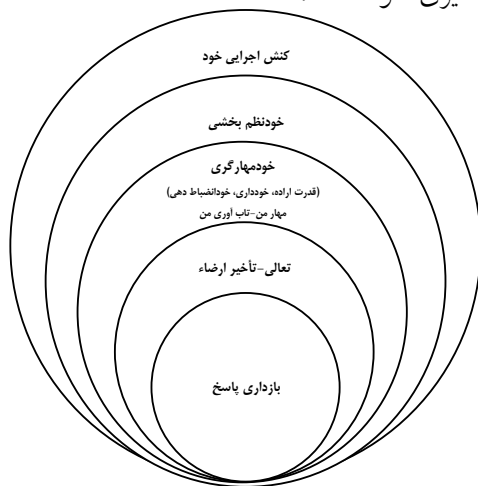 کنش اجرایی خود
خودنظم بخشی
خودمهارگری
(قدرت اراده، خودداری، خودانضباط دهی)
مهار من-تاب آوری من
تعالی-تأخیر ارضاء
بازداری پاسخ